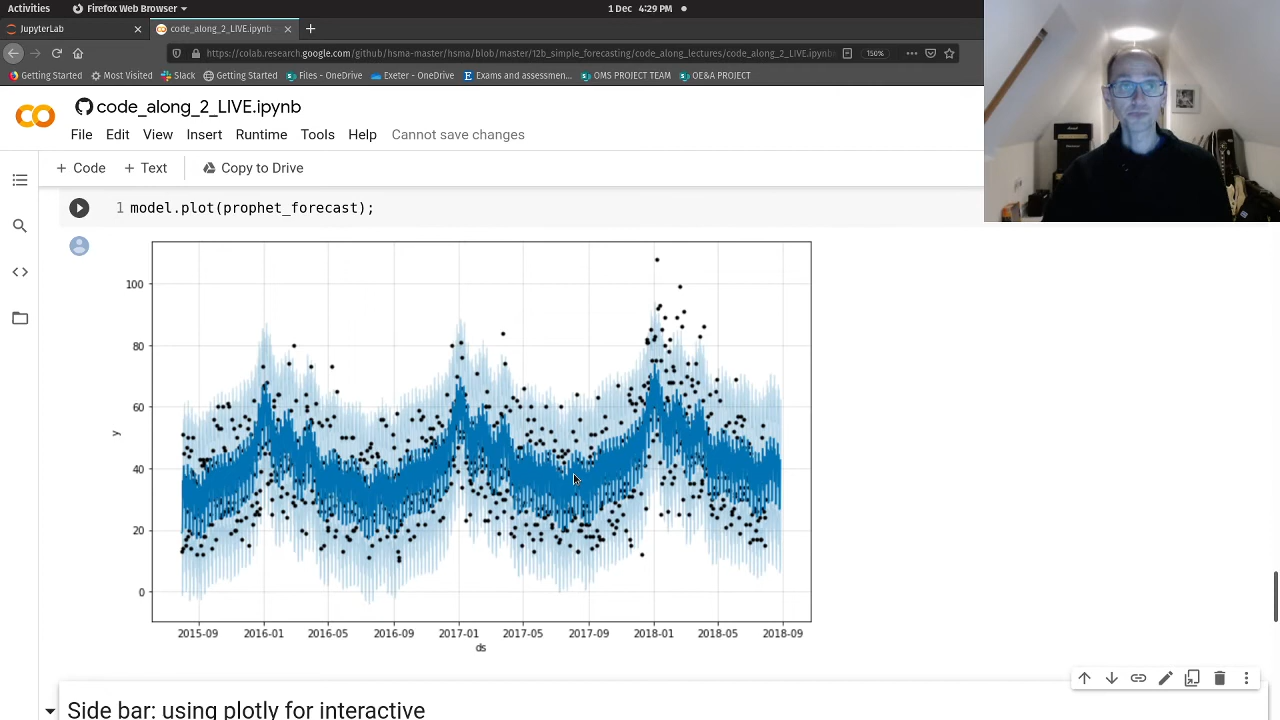 Activities
Firefox Web Browser
1 Dec 4:29 PM
JupyterLab
code_along_2_LIVE.ipynb
https://colab.research.google.com/github/hsma-master/hsma/blob/master/12b_simple_forecasting/code_along_lectures/code_along_2_LIVE.ipynb
150%
Getting Started
Most Visited
Slack
Getting Started
Files - OneDrive
Exeter - OneDrive
Exams and assessmen...
OMS PROJECT TEAM
OE&A PROJECT
code_along_2_LIVE.ipynb
File Edit View Insert Runtime Tools Help Cannot save changes
+ Code + Text Copy to Drive
1 model.plot(prophet_forecast);
100
80
60
40
20
0
y
2015-09 2016-01 2016-05 2016-09 2017-01 2017-05 2017-09 2018-01 2018-05 2018-09
ds
Side bar: using plotly for interactive